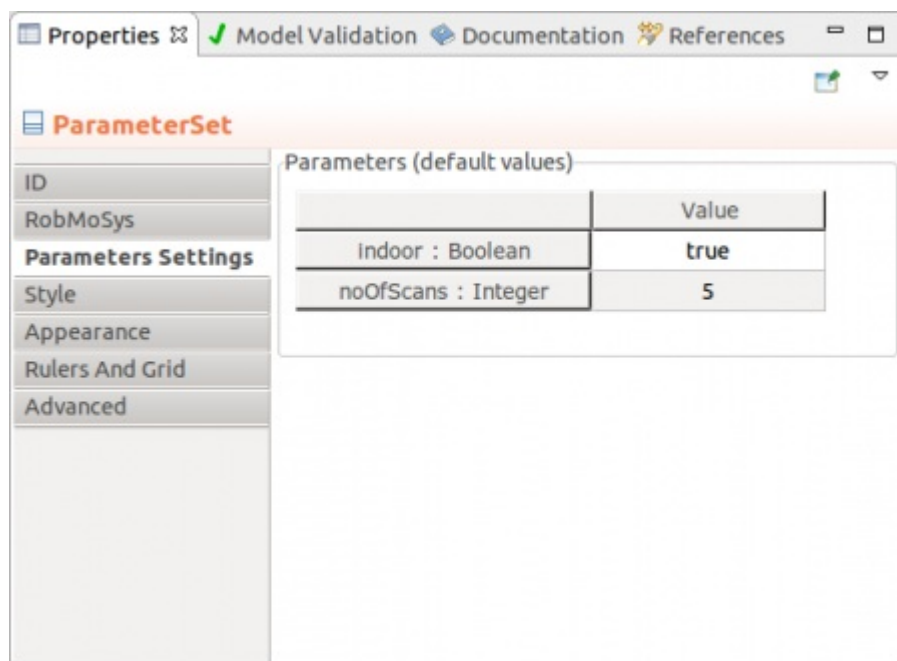 Properties Model Validation Documentation References
ParameterSet
ID
RobMoSys
Parameters Settings
Style
Appearance
Rulers And Grid
Advanced
Parameters (default values)
Value
indoor : Boolean true
noOfScans : Integer 5